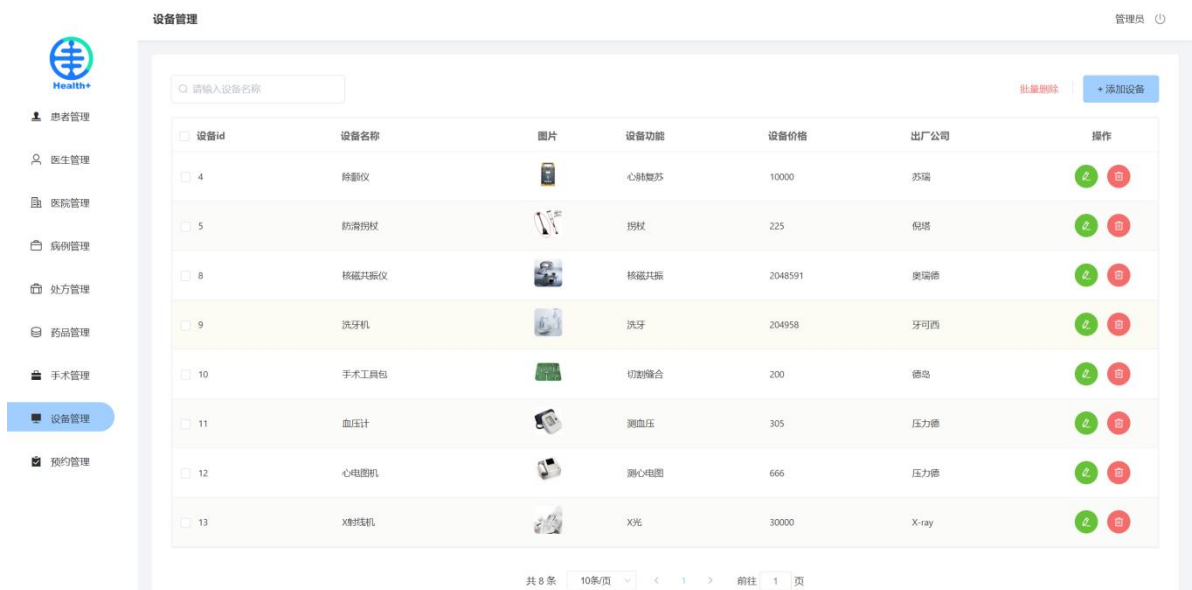 设备管理
管理员
Health+
患者管理
医生管理
医院管理
病例管理
处方管理
药品管理
手术管理
设备管理
预约管理
请输入设备名称
批量删除
+ 添加设备
设备id 设备名称 图片 设备功能 设备价格 出厂公司 操作
4 除颤仪 心肺复苏 10000 苏瑞
5 防滑拐杖 拐杖 225 倪塔
8 核磁共振仪 核磁共振 2048591 奥瑞德
9 洗牙机 洗牙 204958 牙可西
10 手术工具包 切割缝合 200 德岛
11 血压计 测血压 305 压力德
12 心电图机 测心电图 666 压力德
13 X射线机 X光 30000 X-ray
共 8 条 10条/页 1 前往 1 页